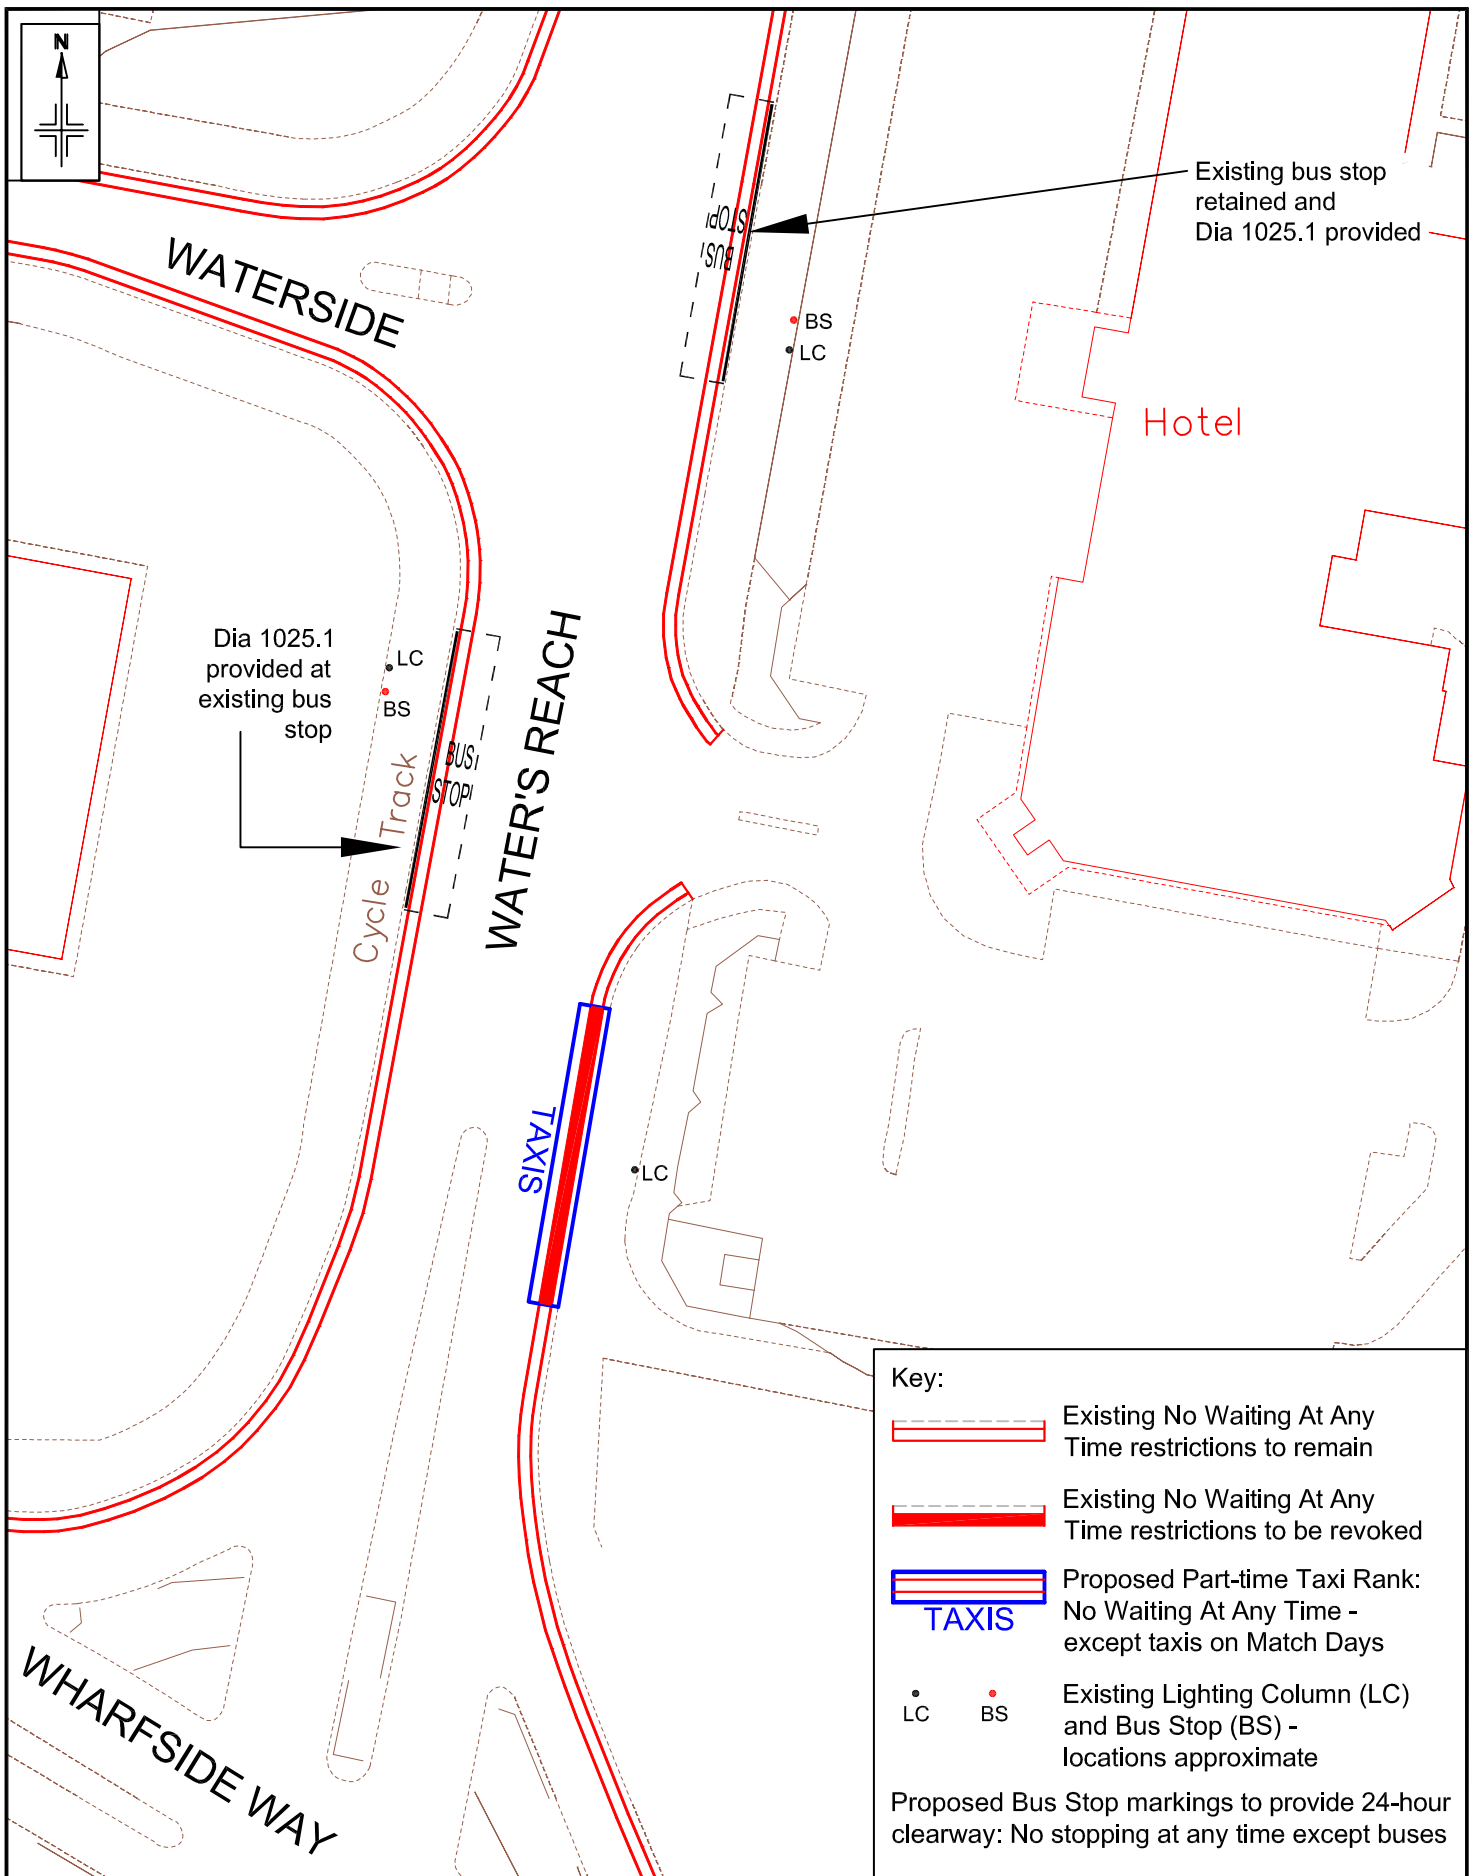 N
WATERSIDE
BUS
STOP
Existing bus stop
retained and
Dia 1025.1 provided
BS
LC
Hotel
Dia 1025.1
provided at
existing bus
stop
LC
BS
Cycle Track
BUS
STOP
WATER'S REACH
TAXIS
LC
WHARFSIDE WAY
Key:
Existing No Waiting At Any
Time restrictions to remain
Existing No Waiting At Any
Time restrictions to be revoked
TAXIS
Proposed Part-time Taxi Rank:
No Waiting At Any Time -
except taxis on Match Days
LC BS
Existing Lighting Column (LC)
and Bus Stop (BS) -
locations approximate
Proposed Bus Stop markings to provide 24-hour
clearway: No stopping at any time except buses